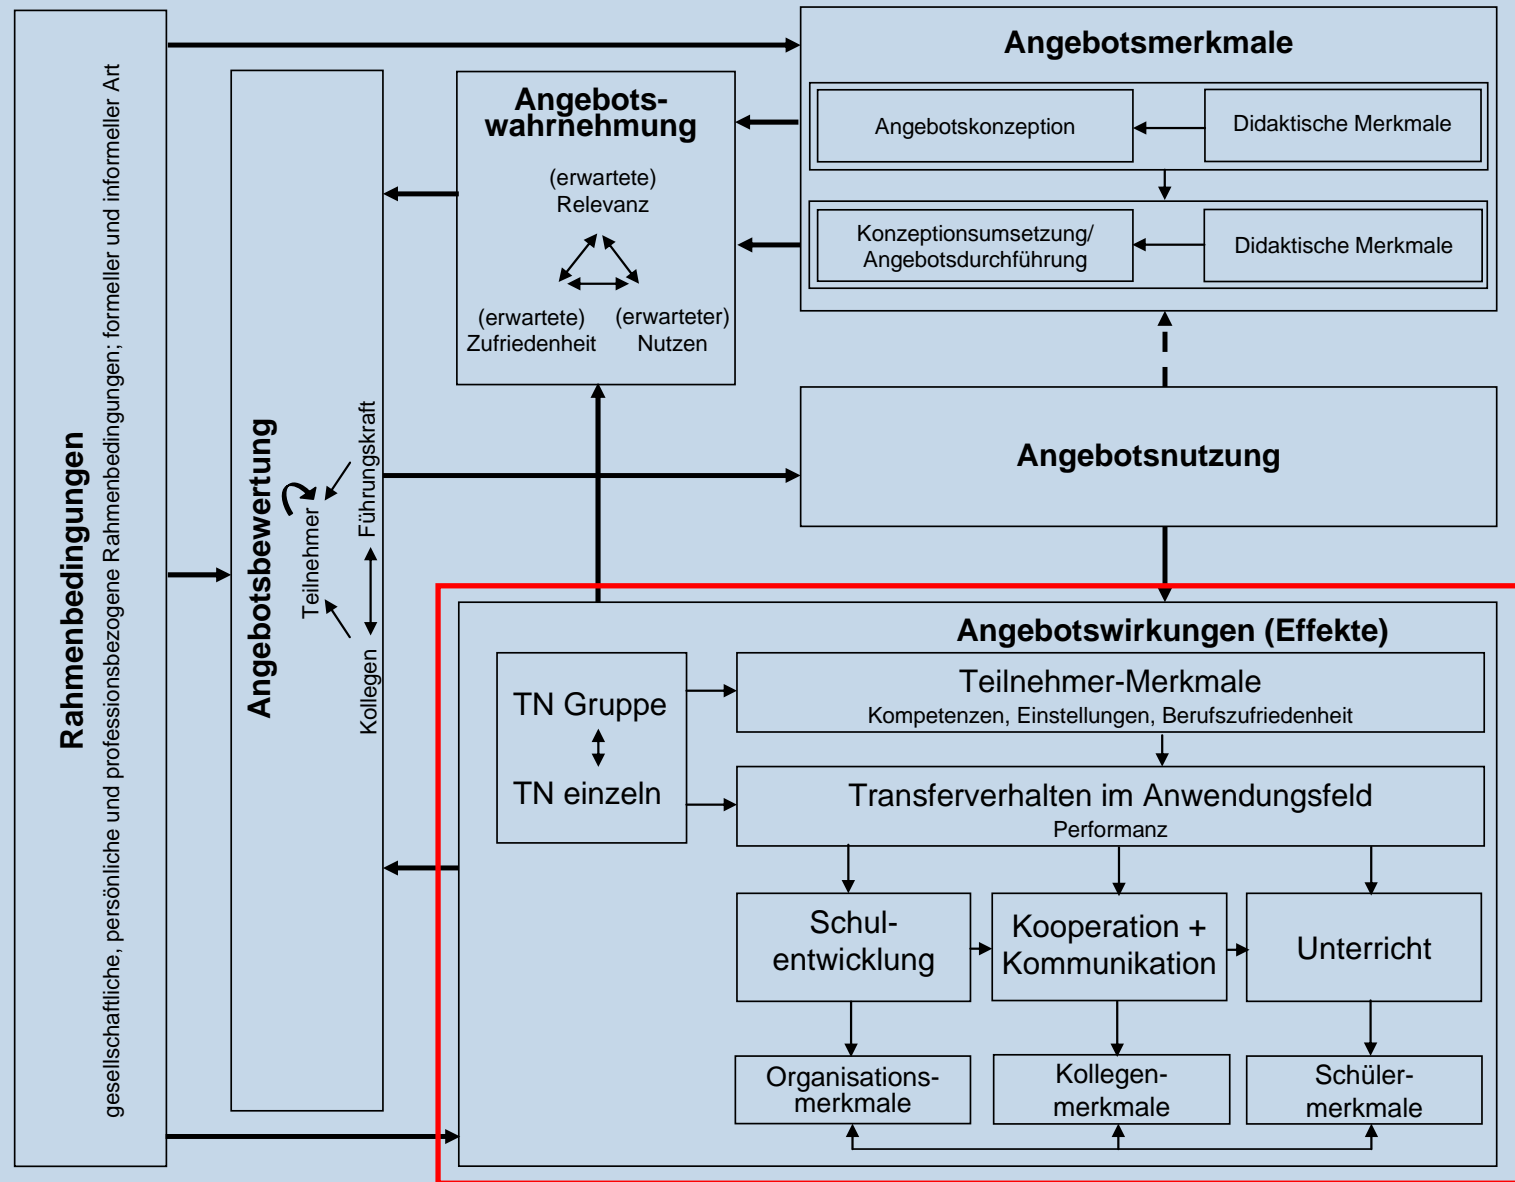 Rahmenbedingungen
gesellschaftliche, persönliche und professionsbezogene Rahmenbedingungen; formeller und informeller Art
Angebotsbewertung
Teilnehmer
Führungskraft
Kollegen
Angebots-
wahrnehmung
(erwartete)
Relevanz
(erwartete)
Zufriedenheit
(erwarteter)
Nutzen
Angebotsmerkmale
Angebotskonzeption
Didaktische Merkmale
Konzeptionsumsetzung/
Angebotsdurchführung
Didaktische Merkmale
Angebotsnutzung
Angebotswirkungen (Effekte)
TN Gruppe
TN einzeln
Teilnehmer-Merkmale
Kompetenzen, Einstellungen, Berufszufriedenheit
Transferverhalten im Anwendungsfeld
Performanz
Schul-
entwicklung
Kooperation +
Kommunikation
Unterricht
Organisations-
merkmale
Kollegen-
merkmale
Schüler-
merkmale